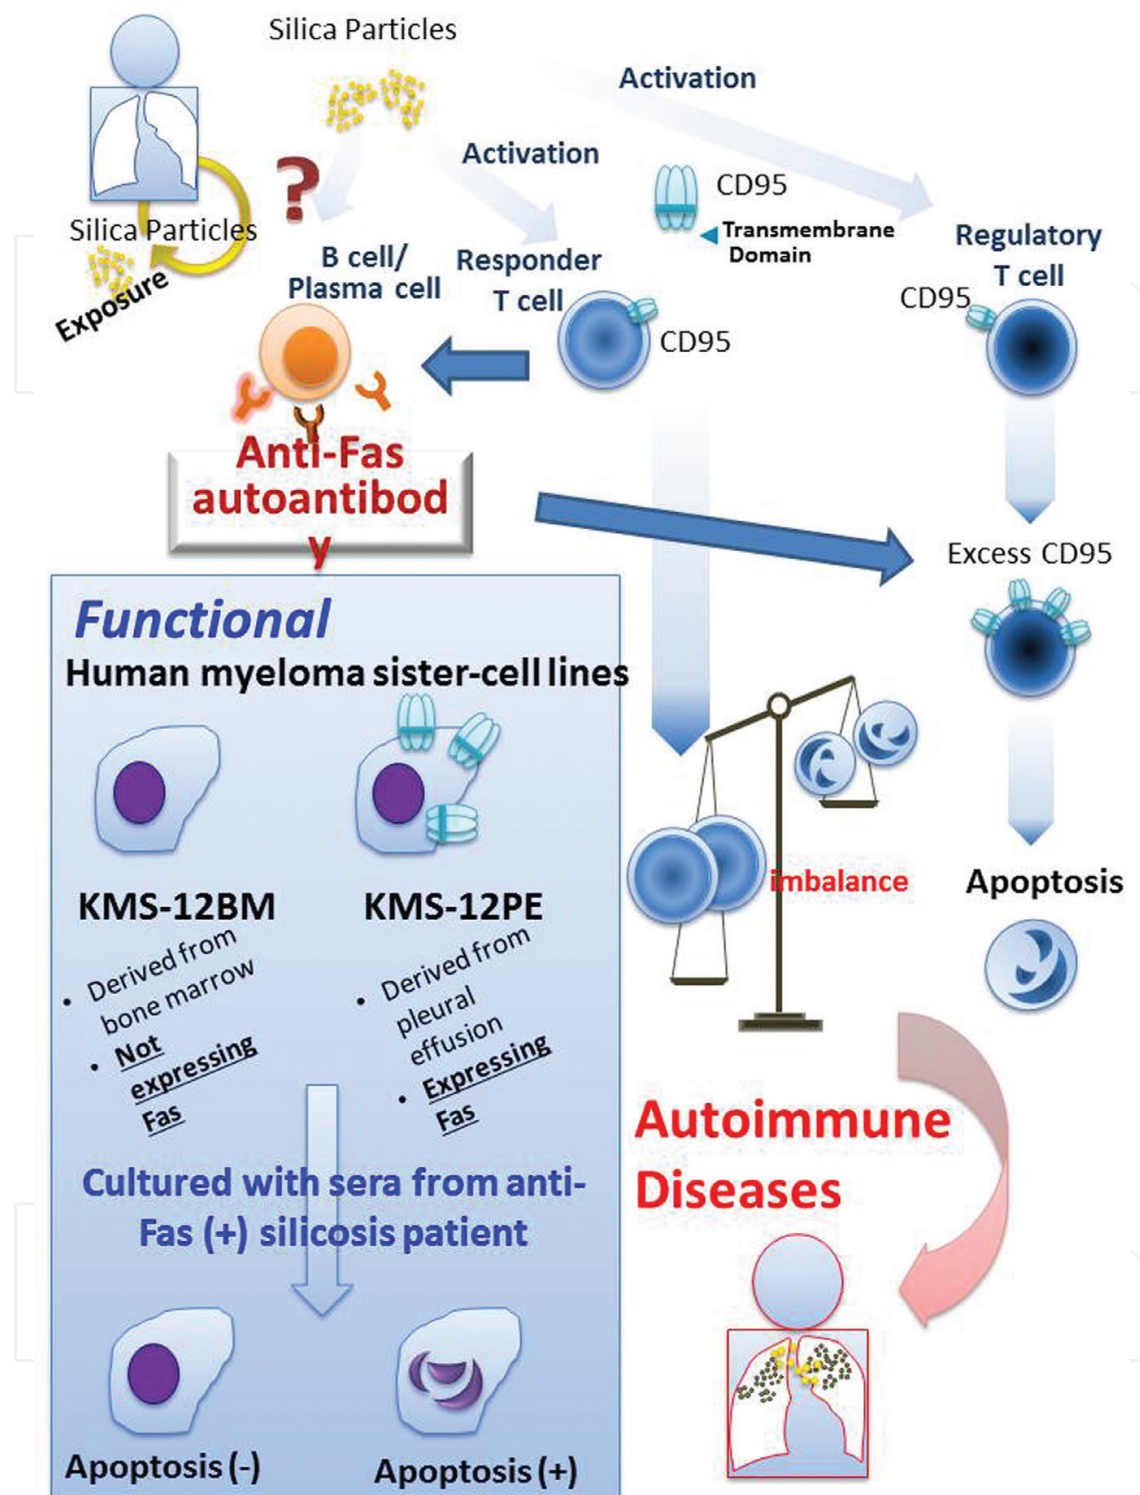 Silica Particles
Activation
Activation
?
CD95
Transmembrane
Domain
Silica Particles
Exposure
B cell/
Plasma cell
Responder
T cell
CD95
Regulatory
T cell
CD95
Anti-Fas
autoantibod
y
Excess CD95
Functional
Human myeloma sister-cell lines
KMS-12BM
• Derived from
bone marrow
• Not
expressing
Fas
KMS-12PE
• Derived from
pleural
effusion
• Expressing
Fas
imbalance
Apoptosis
Cultured with sera from anti-
Fas (+) silicosis patient
Apoptosis (-)
Apoptosis (+)
Autoimmune
Diseases